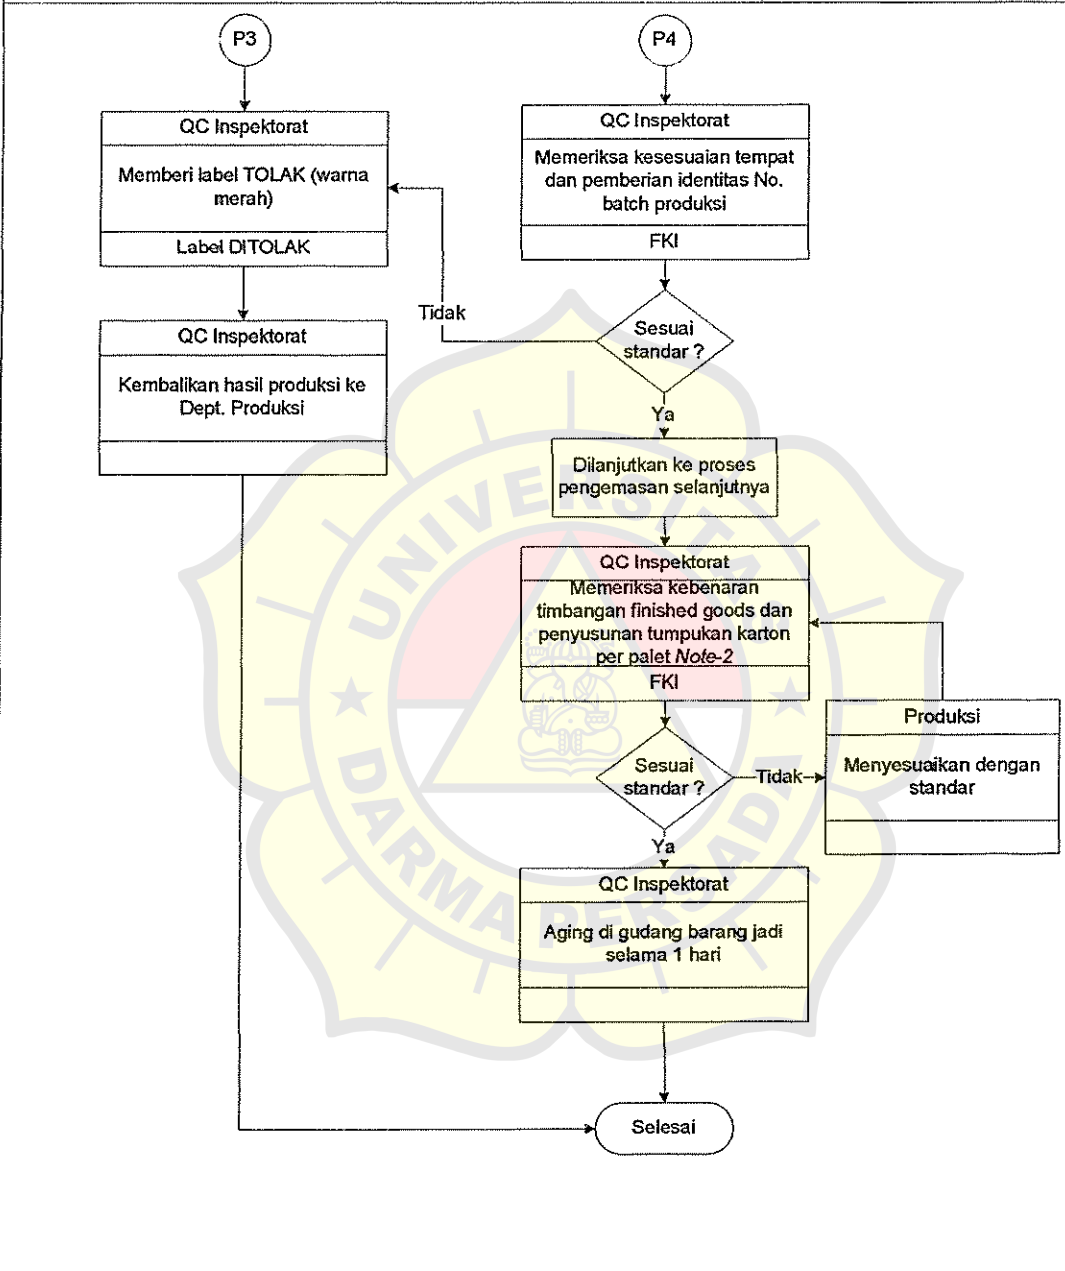 P3
QC Inspektorat
Memberi label TOLAK (warna
merah)
Label DITOLAK
QC Inspektorat
Kembalikan hasil produksi ke
Dept. Produksi
P4
QC Inspektorat
Memeriksa kesesuaian tempat
dan pemberian identitas No.
batch produksi
FKI
Sesuai
standar ?
Tidak
Ya
Dilanjutkan ke proses
pengemasan selanjutnya
QC Inspektorat
Memeriksa kebenaran
timbangan finished goods dan
penyusunan tumpukan karton
per palet Note-2
FKI
Sesuai
standar ?
Tidak
Produksi
Menyesuaikan dengan
standar
Ya
QC Inspektorat
Aging di gudang barang jadi
selama 1 hari
Selesai
UNIVERSITAS
DARMA PERSADA